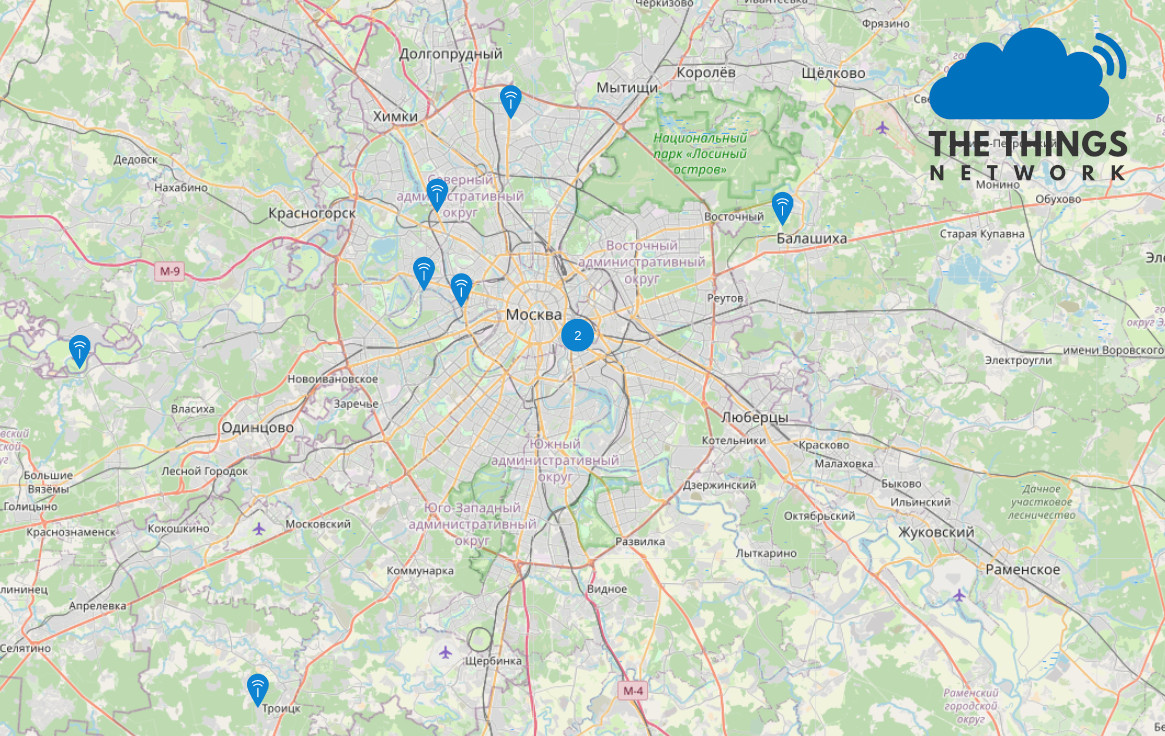 Черкизово
Ивантеевка
Фрязино
Долгопрудный
Королёв
Щёлково
Мытищи
Химки
THE THINGS
NETWORK
Национальный
парк «Лосиный
остров»
Дедовск
Нахабино
Северный
административный
округ
Монино
Обухово
Красногорск
Восточный
Балашиха
Старая Купавна
Восточный
административный
округ
М-9
Реутов
Москва
2
имени Воровского
Электроугли
Новоивановское
Заречье
Власиха
Одинцово
Люберцы
Котельники
Красково
Малаховка
Южный
административный
округ
Лесной Городок
Большие
Вязёмы
Голицыно
Быково
Ильинский
Дзержинский
"Дачное
участковое
лесничество"
Юго-Западный
административный
округ
Октябрьский
Краснознаменск
Кокошкино
Московский
Жуковский
Развилка
Лыткарино
Коммунарка
Раменское
Видное
Апрелевка
Селятино
Щербинка
М-4
Раменский
городской
округ
Троицк